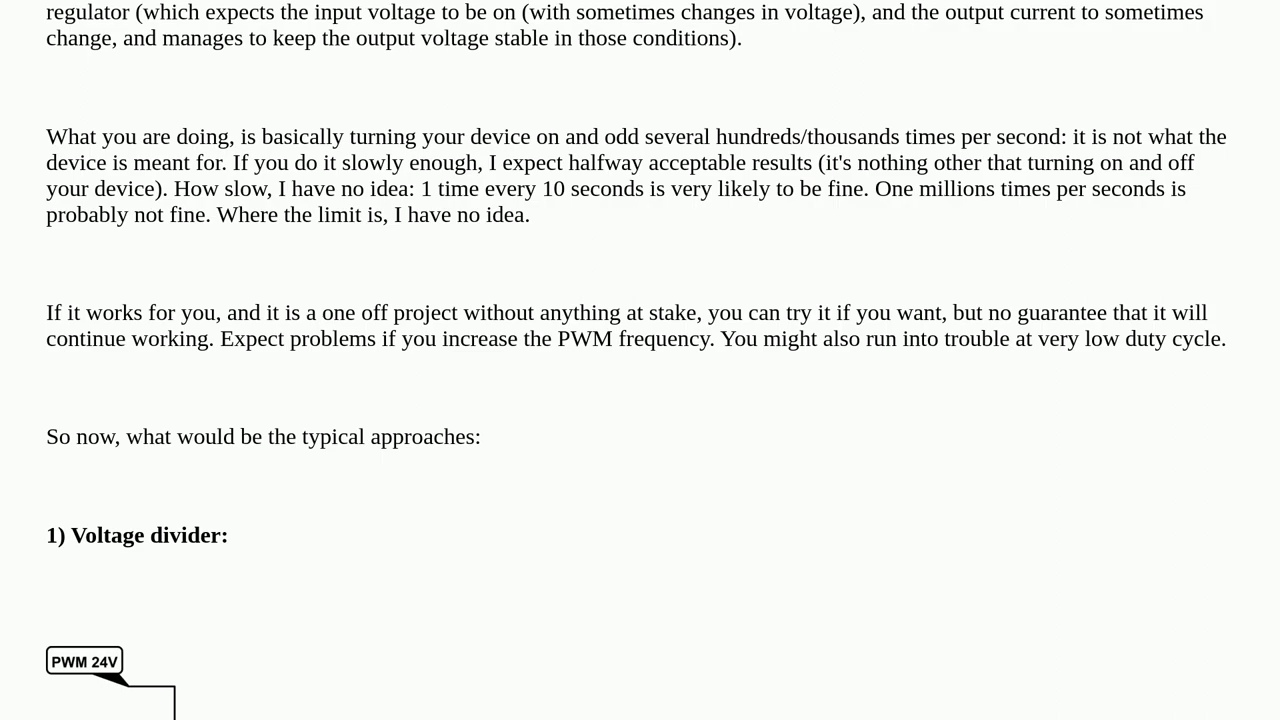 regulator (which expects the input voltage to be on (with sometimes changes in voltage), and the output current to sometimes
change, and manages to keep the output voltage stable in those conditions).
What you are doing, is basically turning your device on and odd several hundreds/thousands times per second: it is not what the
device is meant for. If you do it slowly enough, I expect halfway acceptable results (it's nothing other that turning on and off
your device). How slow, I have no idea: 1 time every 10 seconds is very likely to be fine. One millions times per seconds is
probably not fine. Where the limit is, I have no idea.
If it works for you, and it is a one off project without anything at stake, you can try it if you want, but no guarantee that it will
continue working. Expect problems if you increase the PWM frequency. You might also run into trouble at very low duty cycle.
So now, what would be the typical approaches:
1) Voltage divider:
PWM 24V